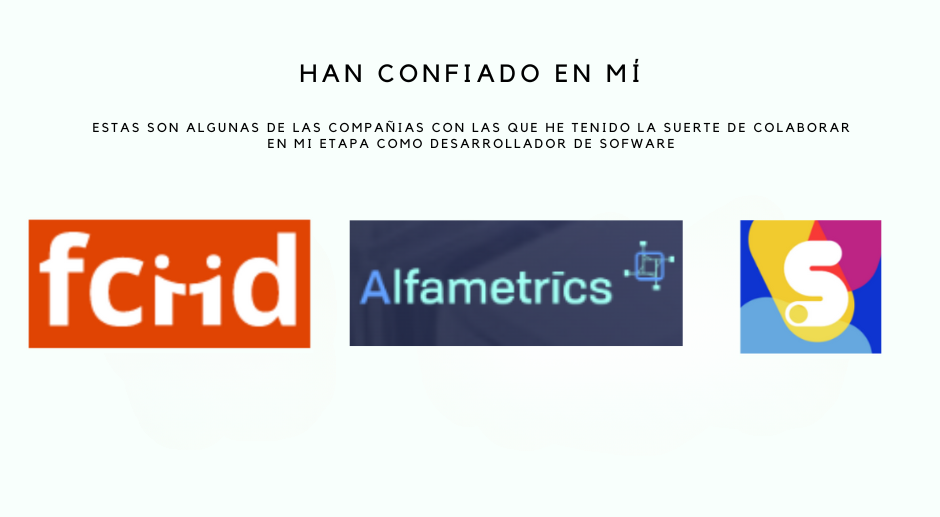 HAN CONFIADO EN MÍ
ESTAS SON ALGUNAS DE LAS COMPAÑIAS CON LAS QUE HE TENIDO LA SUERTE DE COLABORAR
EN MI ETAPA COMO DESARROLLADOR DE SOFWARE
fciiid
Alfametrics
S